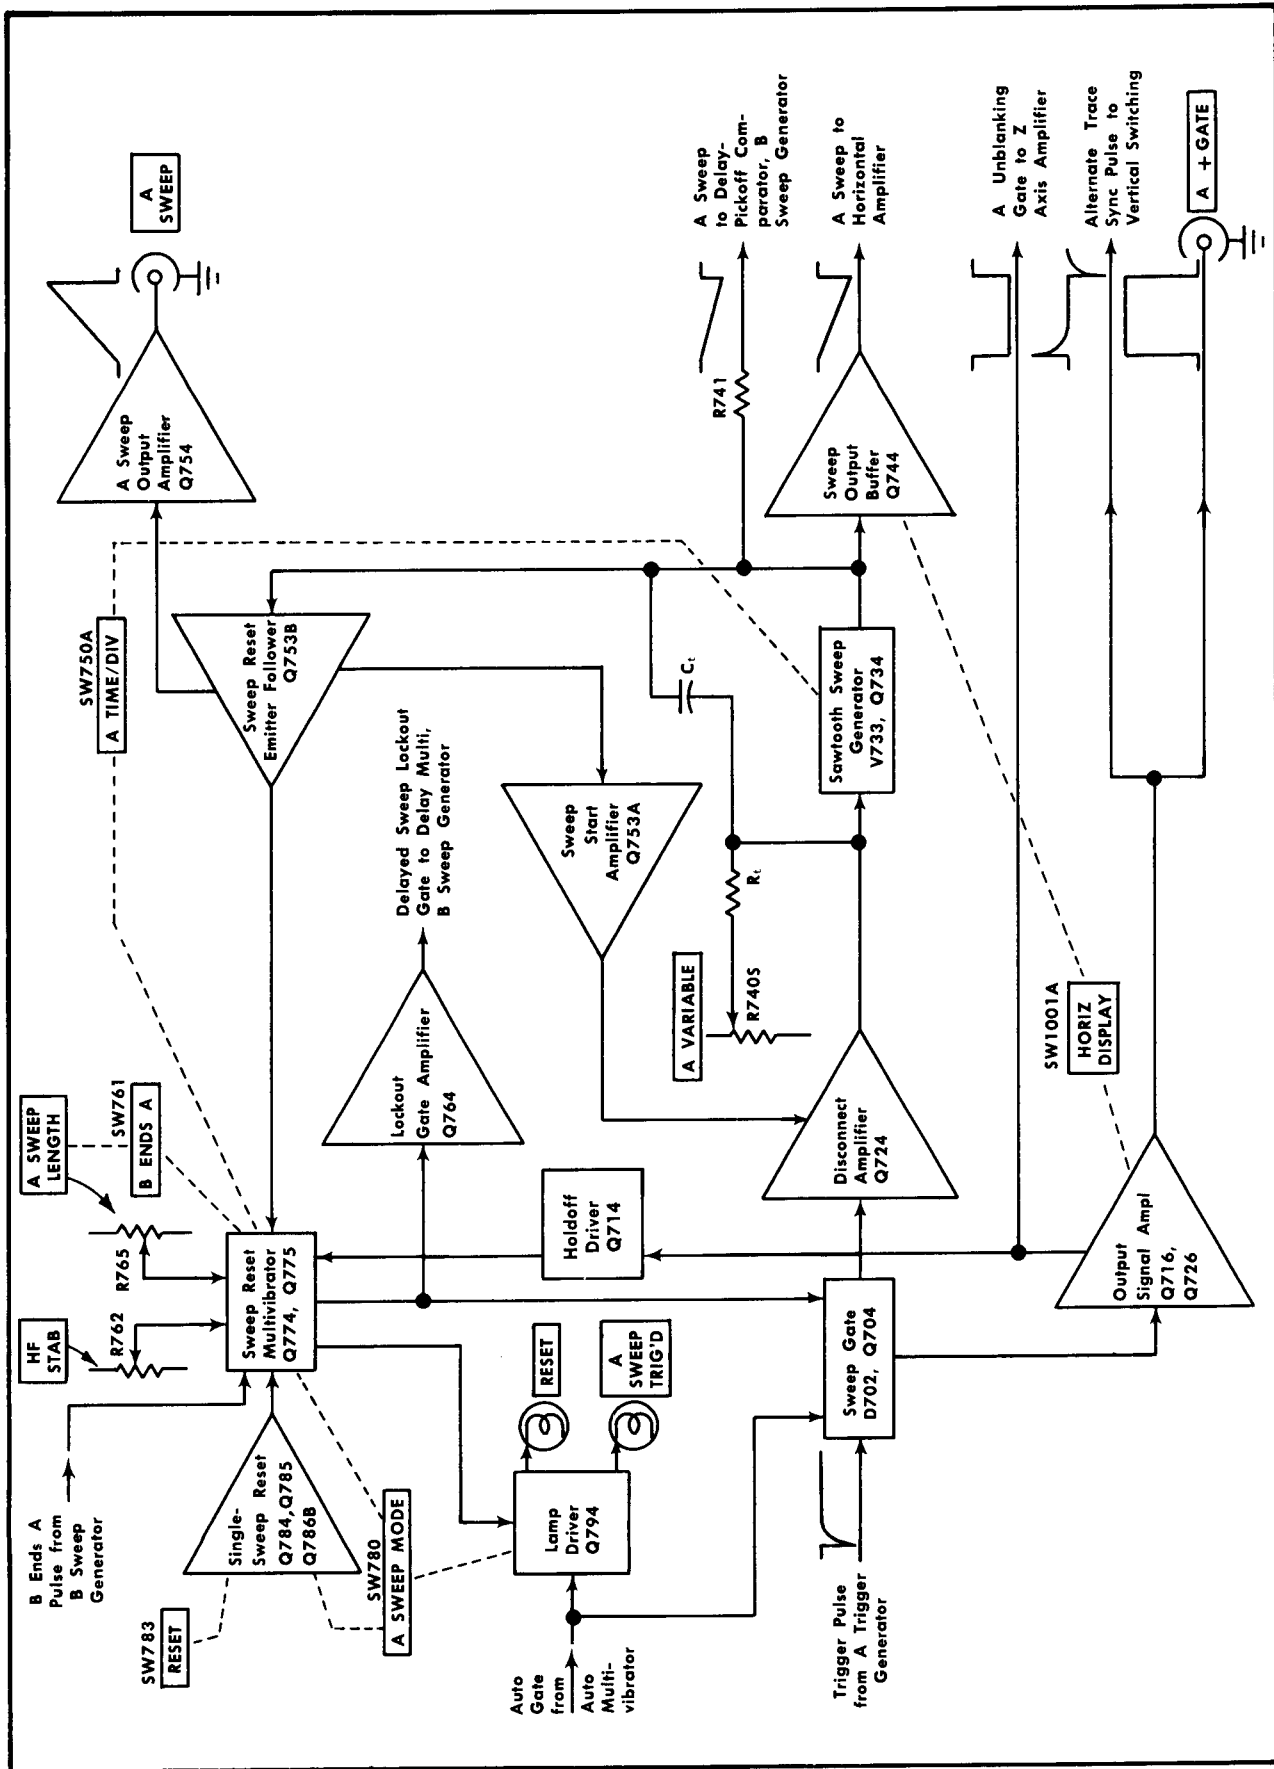 B Ends A
Pulse from
B Sweep
Generator
HF
STAB
R762
A SWEEP
LENGTH
R765
SW761
B ENDS A
SW750A
A TIME/DIV
A Sweep
Output
Amplifier
Q754
A
SWEEP
SW783
RESET
Single-
Sweep Reset
Q784,Q785
Q786B
Sweep Reset
Multivibrator
Q774, Q775
Sweep Reset
Emitter Follower
Q753B
SW780
A SWEEP MODE
Lockout
Gate Amplifier
Q764
Delayed Sweep Lockout
Gate to Delay Multi,
B Sweep Generator
Auto
Gate
from
Auto
Multi-
vibrator
Lamp
Driver
Q794
RESET
A
SWEEP
TRIG'D
Holdoff
Driver
Q714
Sweep
Start
Amplifier
Q753A
A VARIABLE
R740S
Rt
Ct
R741
A Sweep
to Delay-
Pickoff Com-
parator, B
Sweep Generator
Trigger Pulse
from A Trigger
Generator
Sweep Gate
D702, Q704
Disconnect
Amplifier
Q724
Sawtooth Sweep
Generator
V733, Q734
Sweep
Output
Buffer
Q744
A Sweep to
Horizontal
Amplifier
Output
Signal Ampl
Q716,
Q726
SW1001A
HORIZ
DISPLAY
A Unblanking
Gate to Z
Axis Amplifier
Alternate Trace
Sync Pulse to
Vertical Switching
A + GATE